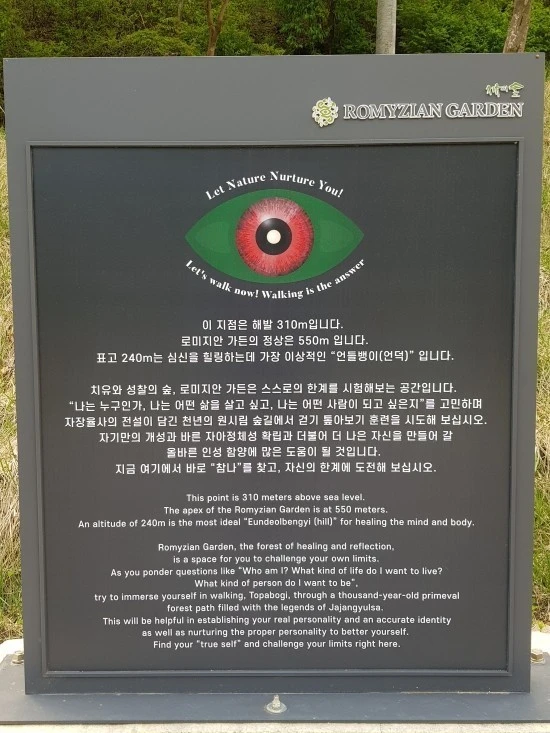 치유의 숲
ROMYZIAN GARDEN
Let Nature Nurture You!
Let's walk now! Walking is the answer
이 지점은 해발 310m입니다.
로미지안 가든의 정상은 550m 입니다.
표고 240m는 심신을 힐링하는데 가장 이상적인 “언들뱅이(언덕)” 입니다.
치유와 성찰의 숲, 로미지안 가든은 스스로의 한계를 시험해보는 공간입니다.
“나는 누구인가, 나는 어떤 삶을 살고 싶고, 나는 어떤 사람이 되고 싶은지”를 고민하며
자장율사의 전설이 담긴 천년의 원시림 숲길에서 걷기 톺아보기 훈련을 시도해 보십시오.
자기만의 개성과 바른 자아정체성 확립과 더불어 더 나은 자신을 만들어 갈
올바른 인성 함양에 많은 도움이 될 것입니다.
지금 여기에서 바로 “참나”를 찾고, 자신의 한계에 도전해 보십시오.
This point is 310 meters above sea level.
The apex of the Romyzian Garden is at 550 meters.
An altitude of 240m is the most ideal “Eundeolbengyi (hill)” for healing the mind and body.
Romyzian Garden, the forest of healing and reflection,
is a space for you to challenge your own limits.
As you ponder questions like “Who am I? What kind of life do I want to live?
What kind of person do I want to be”,
try to immerse yourself in walking, Topabogi, through a thousand-year-old primeval
forest path filled with the legends of Jajangyulsa.
This will be helpful in establishing your real personality and an accurate identity
as well as nurturing the proper personality to better yourself.
Find your “true self” and challenge your limits right here.